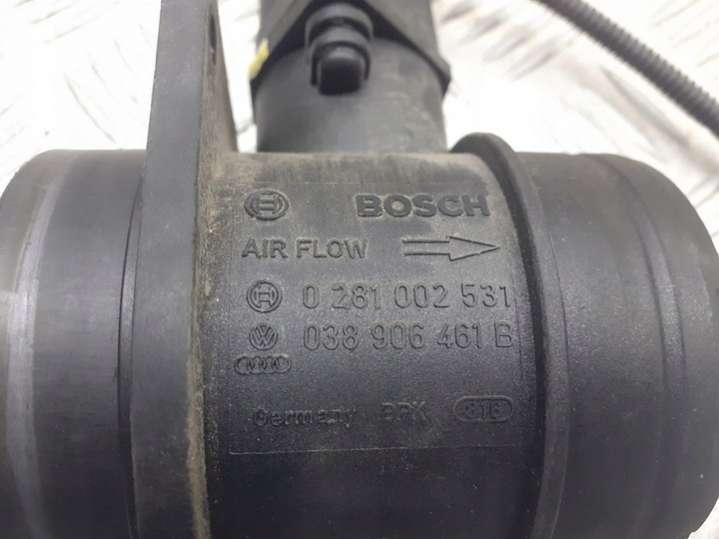 BOSCH
AIR FLOW
0 281 002 531
038 906 461 B
Germany